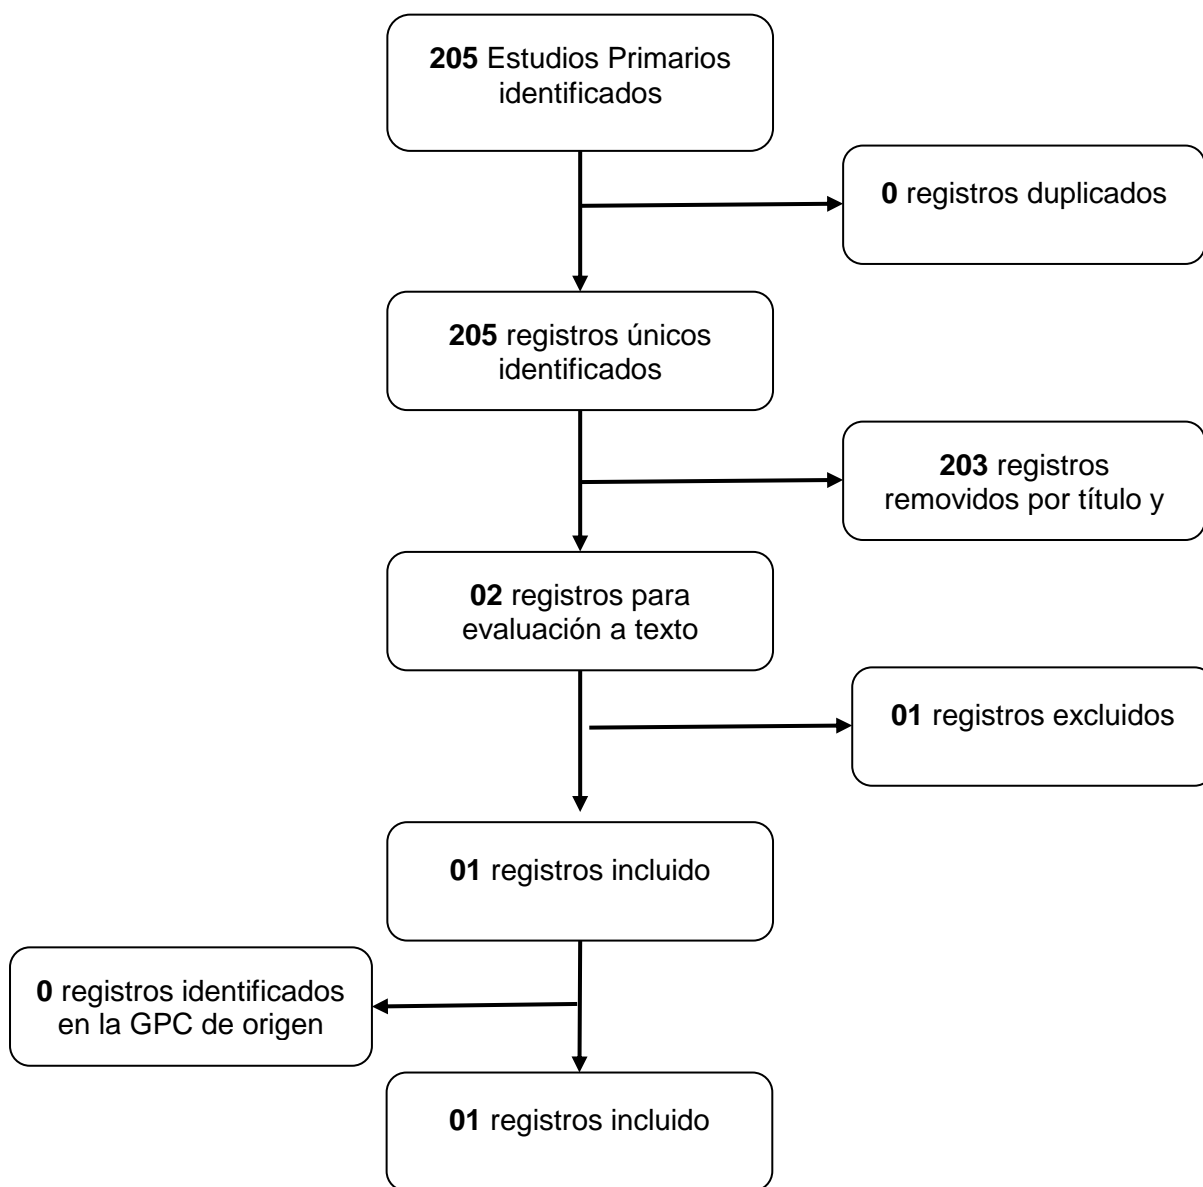 205 Estudios Primarios
identificados
0 registros duplicados
205 registros únicos
identificados
203 registros
removidos por título y
02 registros para
evaluación a texto
01 registros excluidos
01 registros incluido
0 registros identificados
en la GPC de origen
01 registros incluido